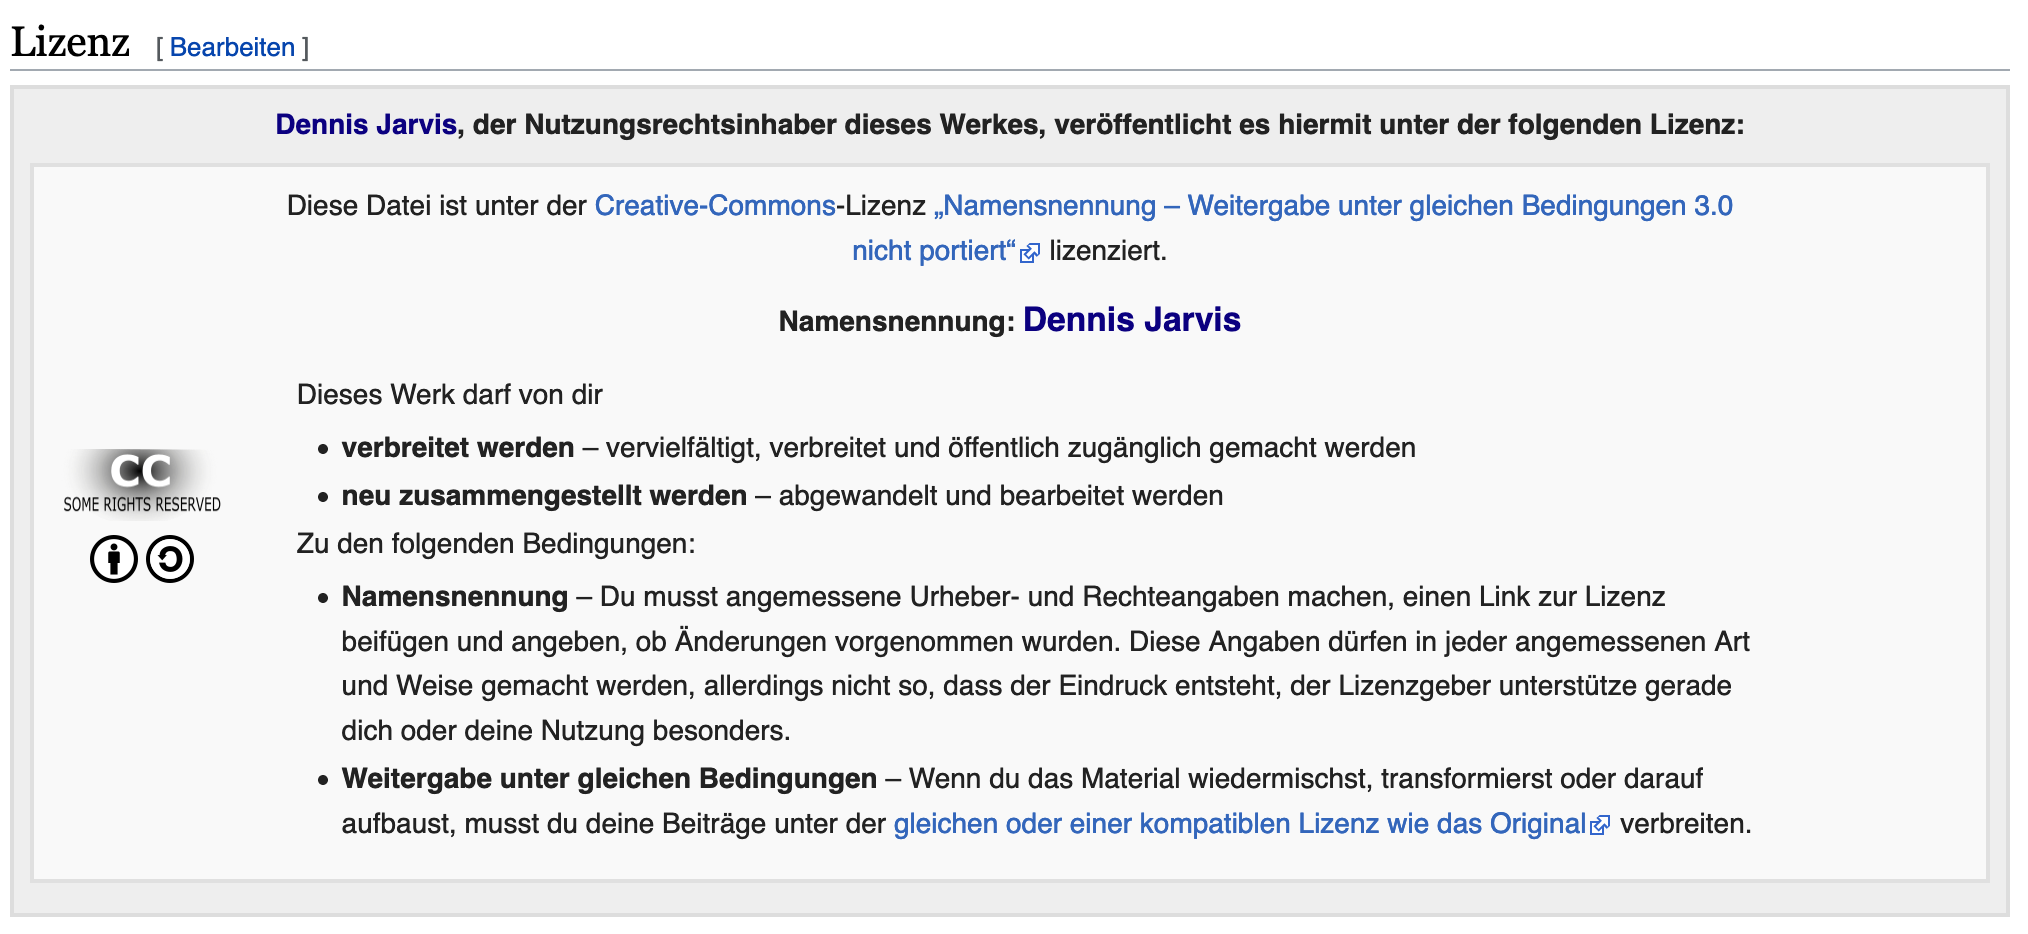 Lizenz [ Bearbeiten ]
Dennis Jarvis, der Nutzungsrechtsinhaber dieses Werkes, veröffentlicht es hiermit unter der folgenden Lizenz:
Diese Datei ist unter der Creative-Commons-Lizenz „Namensnennung – Weitergabe unter gleichen Bedingungen 3.0
nicht portiert“ lizenziert.
Namensnennung: Dennis Jarvis
Dieses Werk darf von dir
• verbreitet werden – vervielfältigt, verbreitet und öffentlich zugänglich gemacht werden
• neu zusammengestellt werden – abgewandelt und bearbeitet werden
CC
SOME RIGHTS RESERVED
Zu den folgenden Bedingungen:
• Namensnennung – Du musst angemessene Urheber- und Rechteangaben machen, einen Link zur Lizenz
beifügen und angeben, ob Änderungen vorgenommen wurden. Diese Angaben dürfen in jeder angemessenen Art
und Weise gemacht werden, allerdings nicht so, dass der Eindruck entsteht, der Lizenzgeber unterstütze gerade
dich oder deine Nutzung besonders.
• Weitergabe unter gleichen Bedingungen – Wenn du das Material wiedermischst, transformierst oder darauf
aufbaust, musst du deine Beiträge unter der gleichen oder einer kompatiblen Lizenz wie das Original verbreiten.